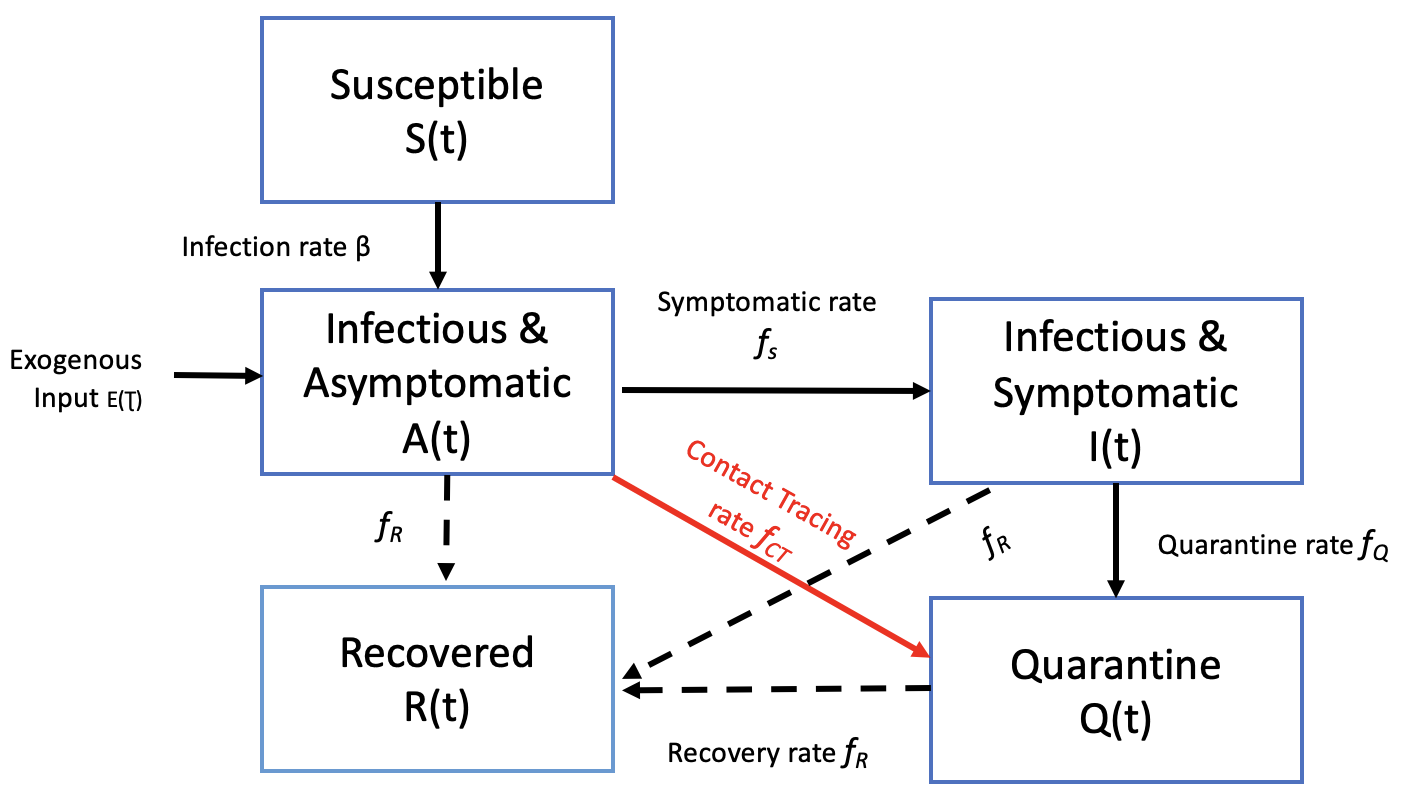 Susceptible
S(t)
Infection rate β
Infectious &
Asymptomatic
A(t)
Exogenous
Input E(Ʈ)
Symptomatic rate
fs
Infectious &
Symptomatic
I(t)
Contact Tracing
rate fCT
fR
fR
Quarantine rate fQ
Recovered
R(t)
Quarantine
Q(t)
Recovery rate fR